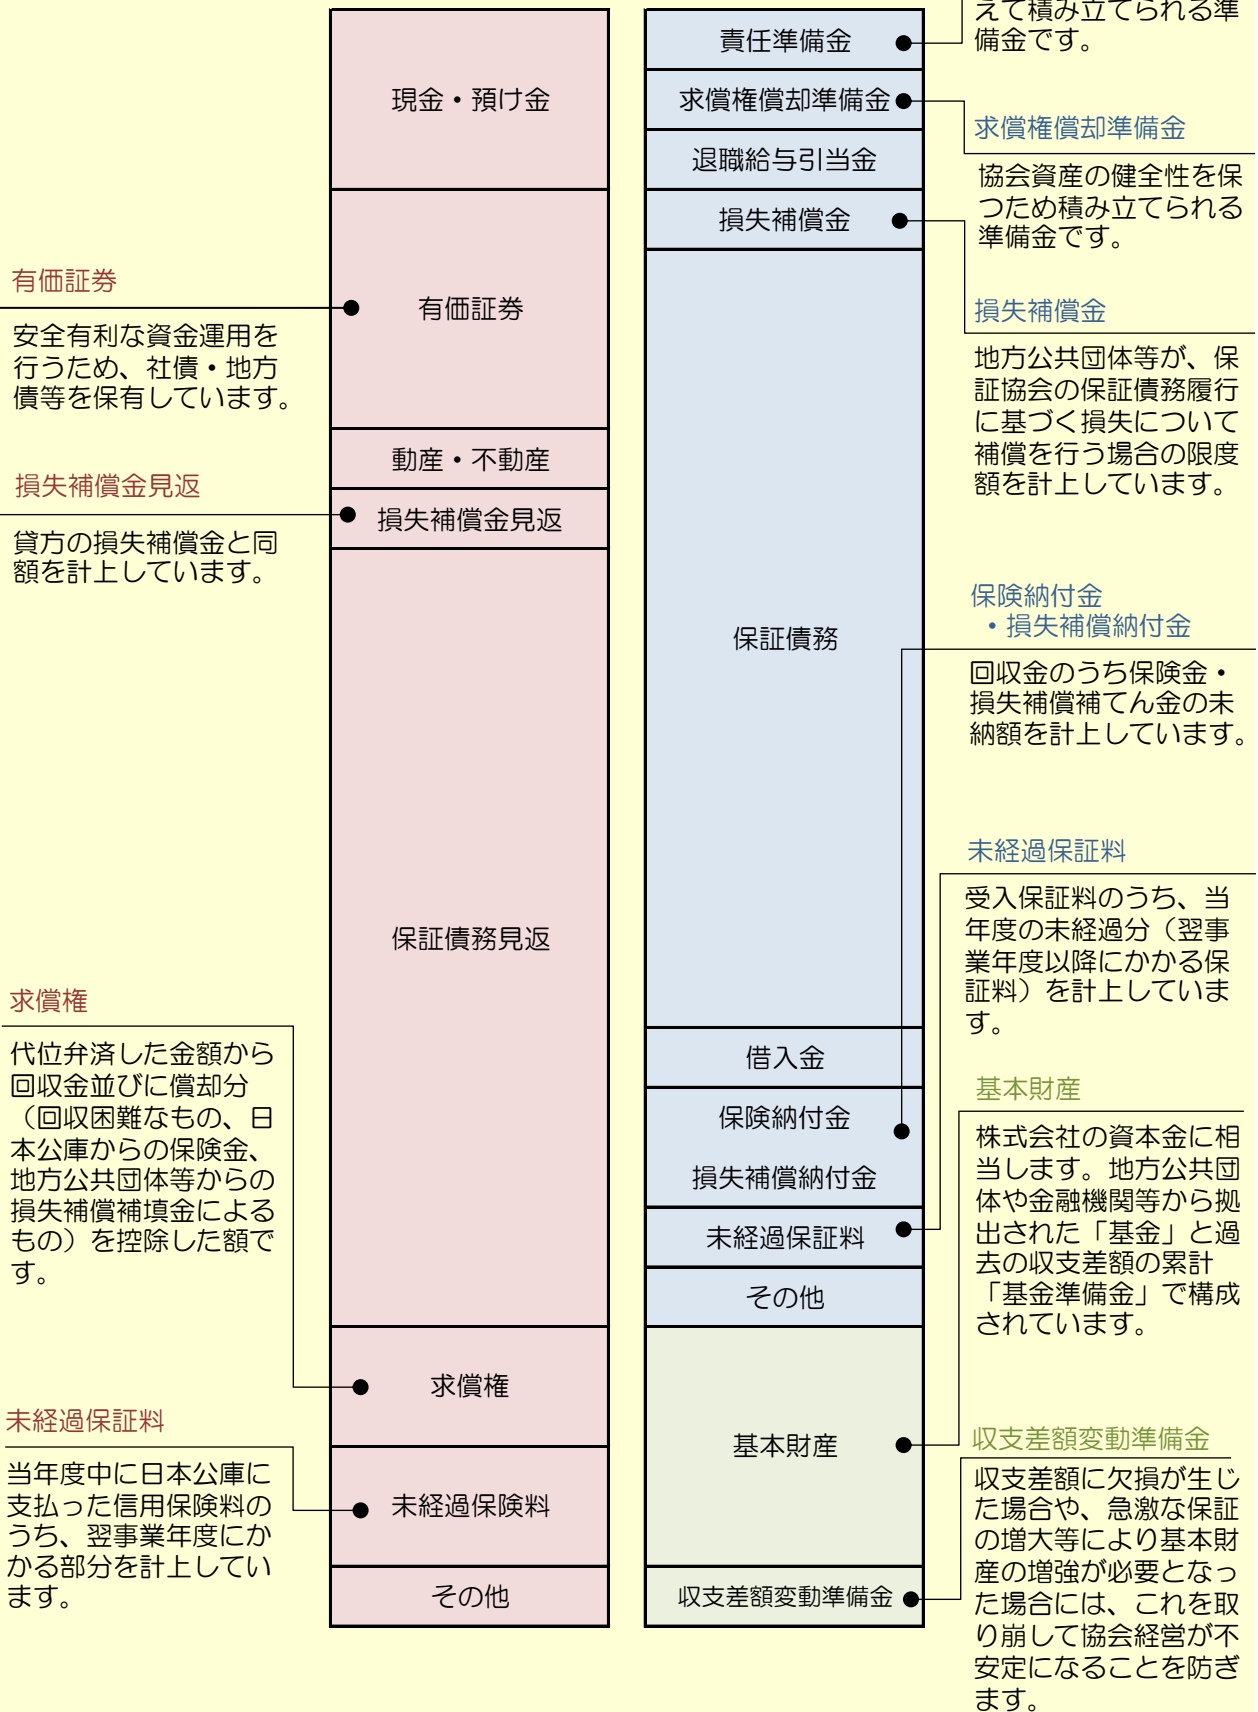 えて積み立てられる準
備金です。
現金・預け金
有価証券
動産・不動産
損失補償金見返
保証債務見返
求償権
未経過保険料
その他
責任準備金
求償権償却準備金
退職給与引当金
損失補償金
保証債務
借入金
保険納付金
損失補償納付金
未経過保証料
その他
基本財産
収支差額変動準備金
有価証券
安全有利な資金運用を
行うため、社債・地方
債等を保有しています。
損失補償金見返
貸方の損失補償金と同
額を計上しています。
求償権
代位弁済した金額から
回収金並びに償却分
（回収困難なもの、日
本公庫からの保険金、
地方公共団体等からの
損失補償補填金による
もの）を控除した額で
す。
未経過保証料
当年度中に日本公庫に
支払った信用保険料の
うち、翌事業年度にか
かる部分を計上してい
ます。
求償権償却準備金
協会資産の健全性を保
つため積み立てられる
準備金です。
損失補償金
地方公共団体等が、保
証協会の保証債務履行
に基づく損失について
補償を行う場合の限度
額を計上しています。
保険納付金
・損失補償納付金
回収金のうち保険金・
損失補償補てん金の未
納額を計上しています。
未経過保証料
受入保証料のうち、当
年度の未経過分（翌事
業年度以降にかかる保
証料）を計上していま
す。
基本財産
株式会社の資本金に相
当します。地方公共団
体や金融機関等から拠
出された「基金」と過
去の収支差額の累計
「基金準備金」で構成
されています。
収支差額変動準備金
収支差額に欠損が生じ
た場合や、急激な保証
の増大等により基本財
産の増強が必要となっ
た場合には、これを取
り崩して協会経営が不
安定になることを防ぎ
ます。